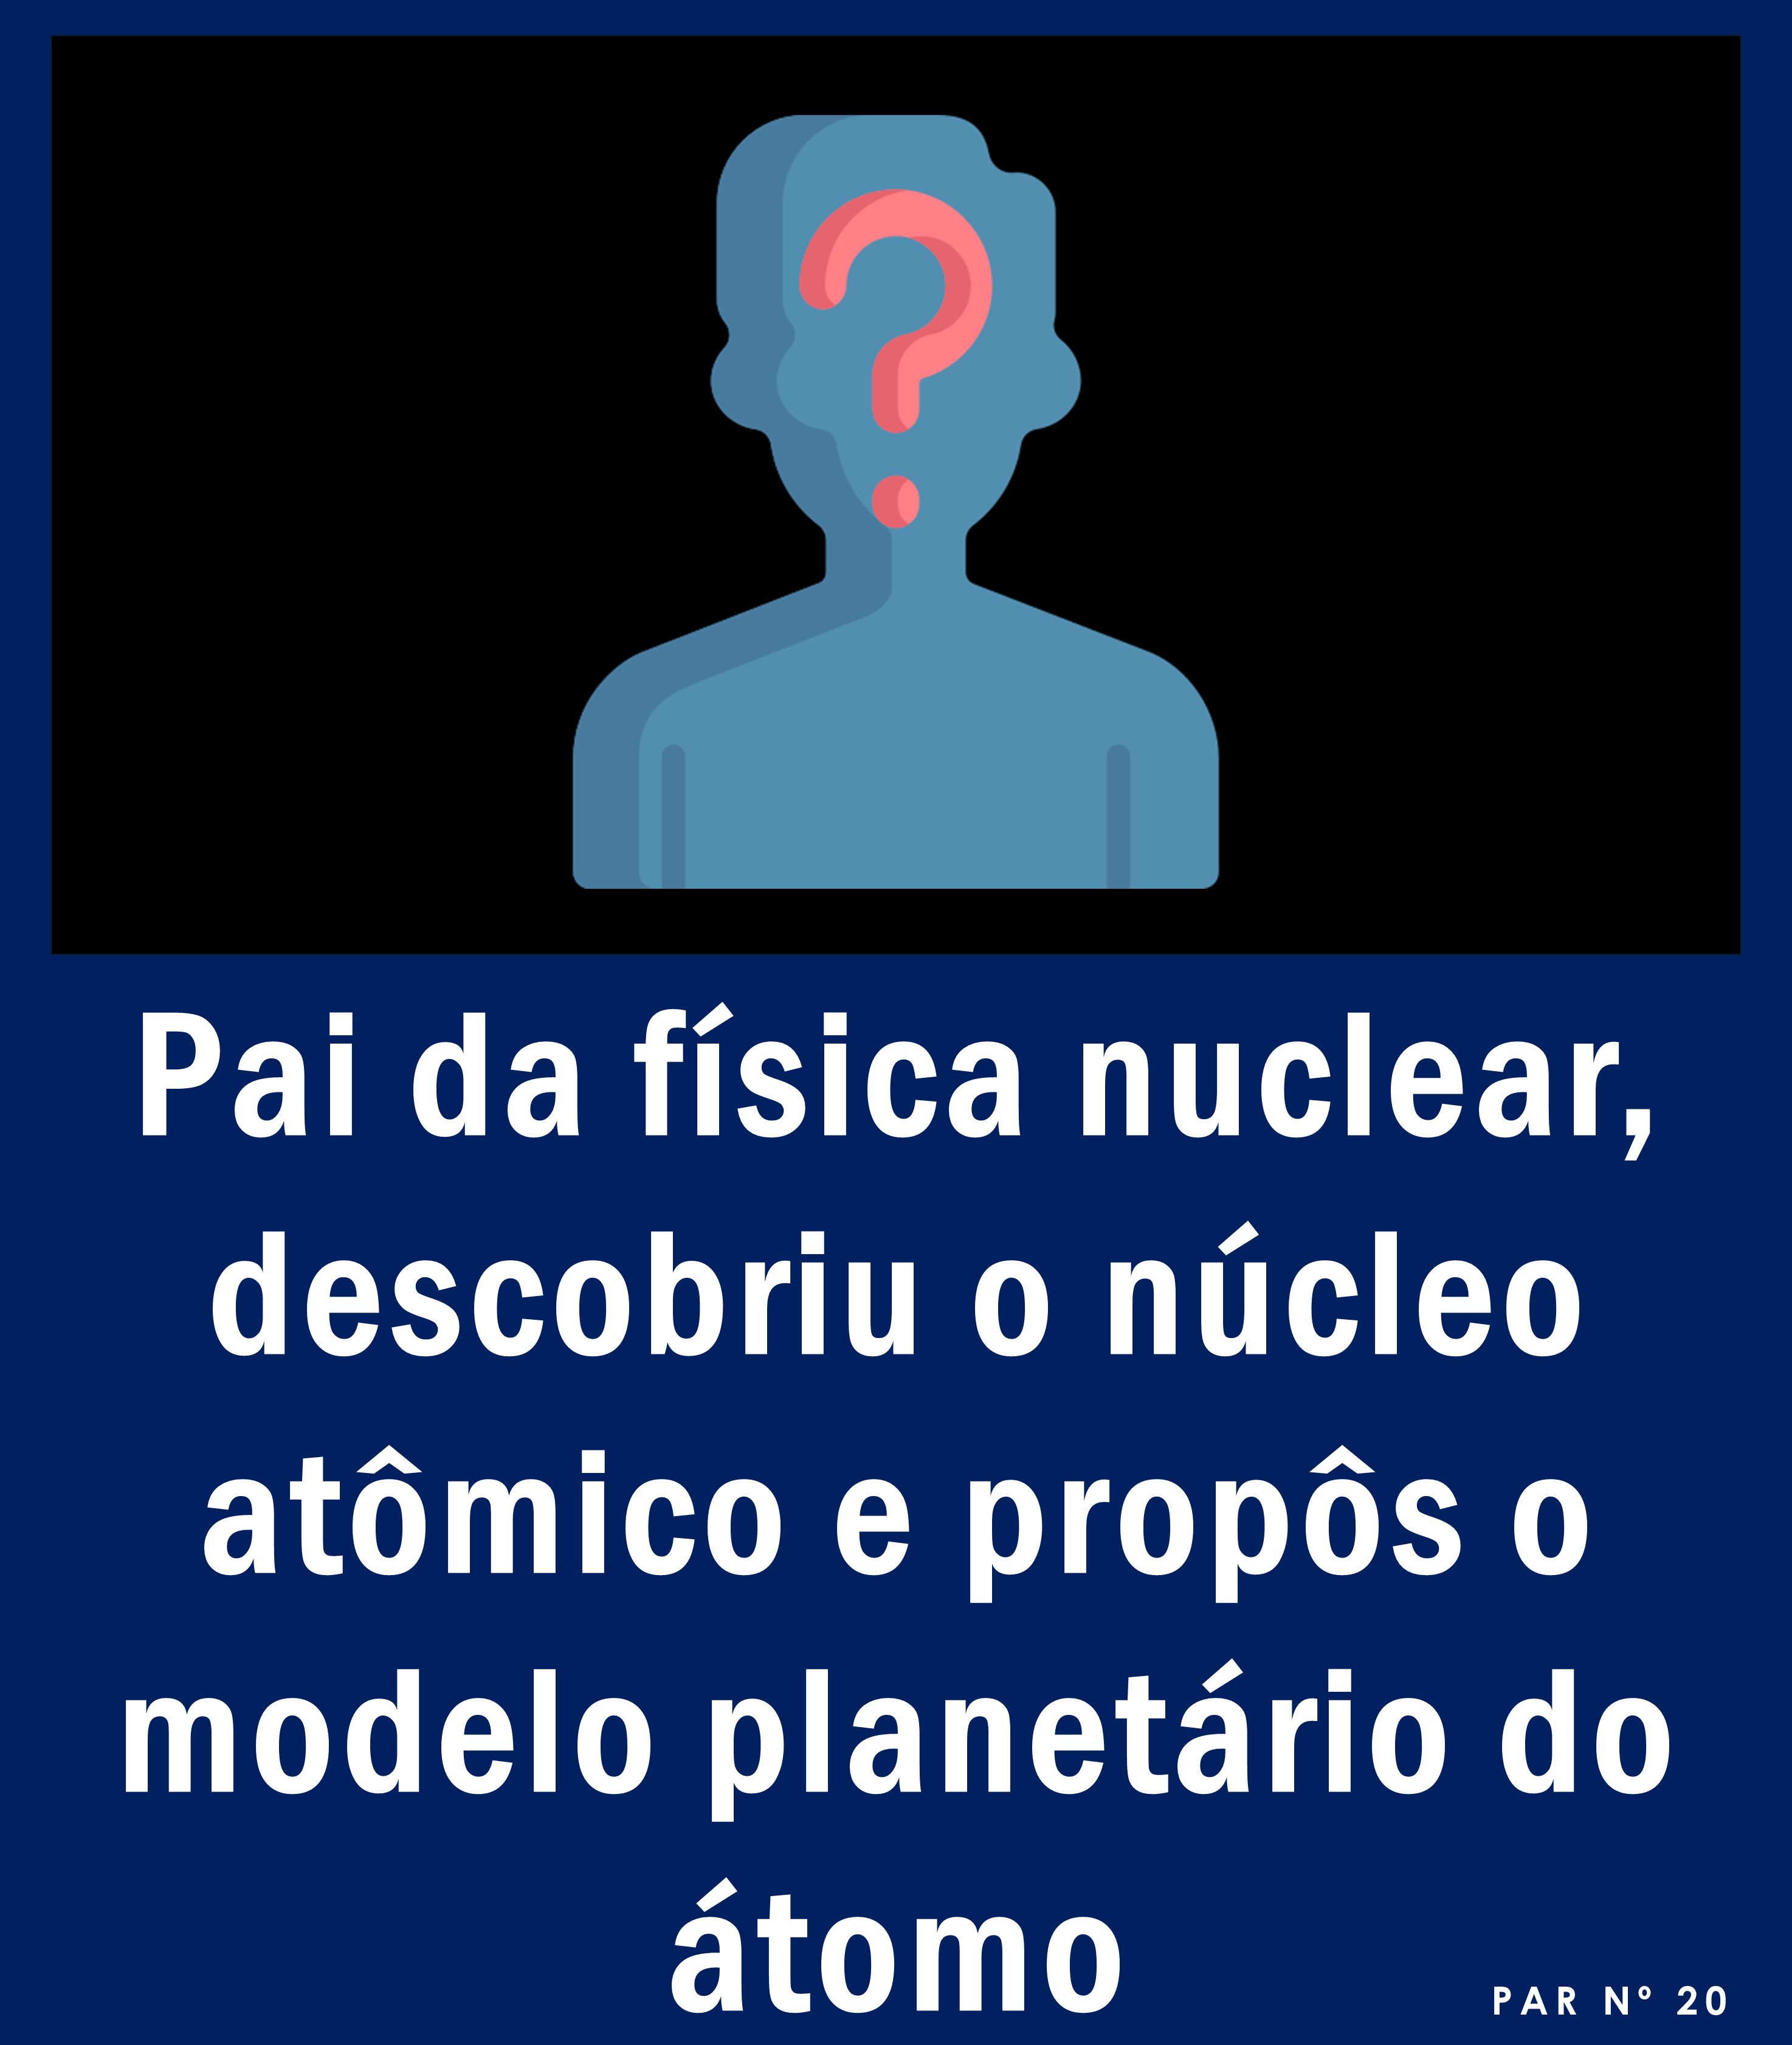 Pai da física nuclear,
descobriu o núcleo
atômico e propôs o
modelo planetário do
átomo
PAR Nº 20